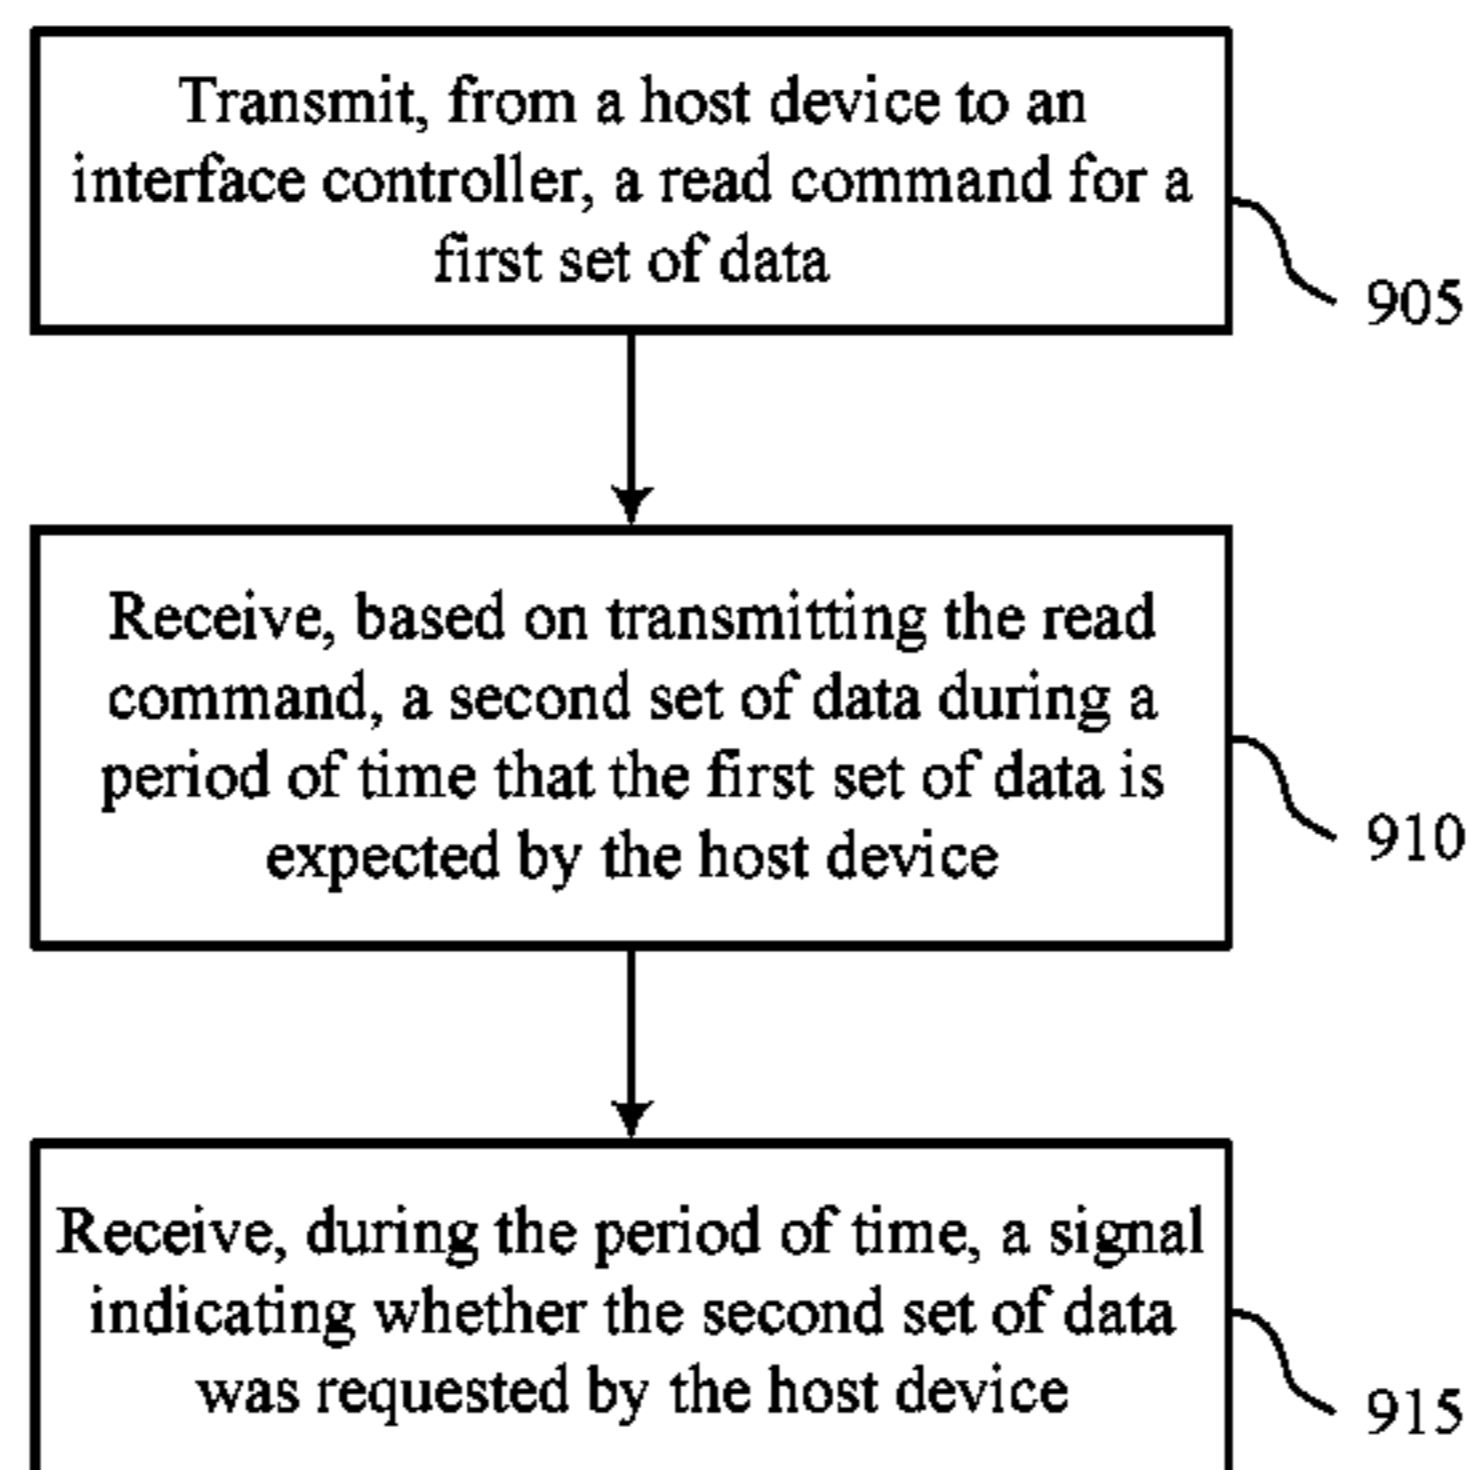 Transmit, from a host device to an
interface controller, a read command for a
first set of data
905
Receive, based on transmitting the read
command, a second set of data during a
period of time that the first set of data is
expected by the host device
910
Receive, during the period of time, a signal
indicating whether the second set of data
was requested by the host device
915